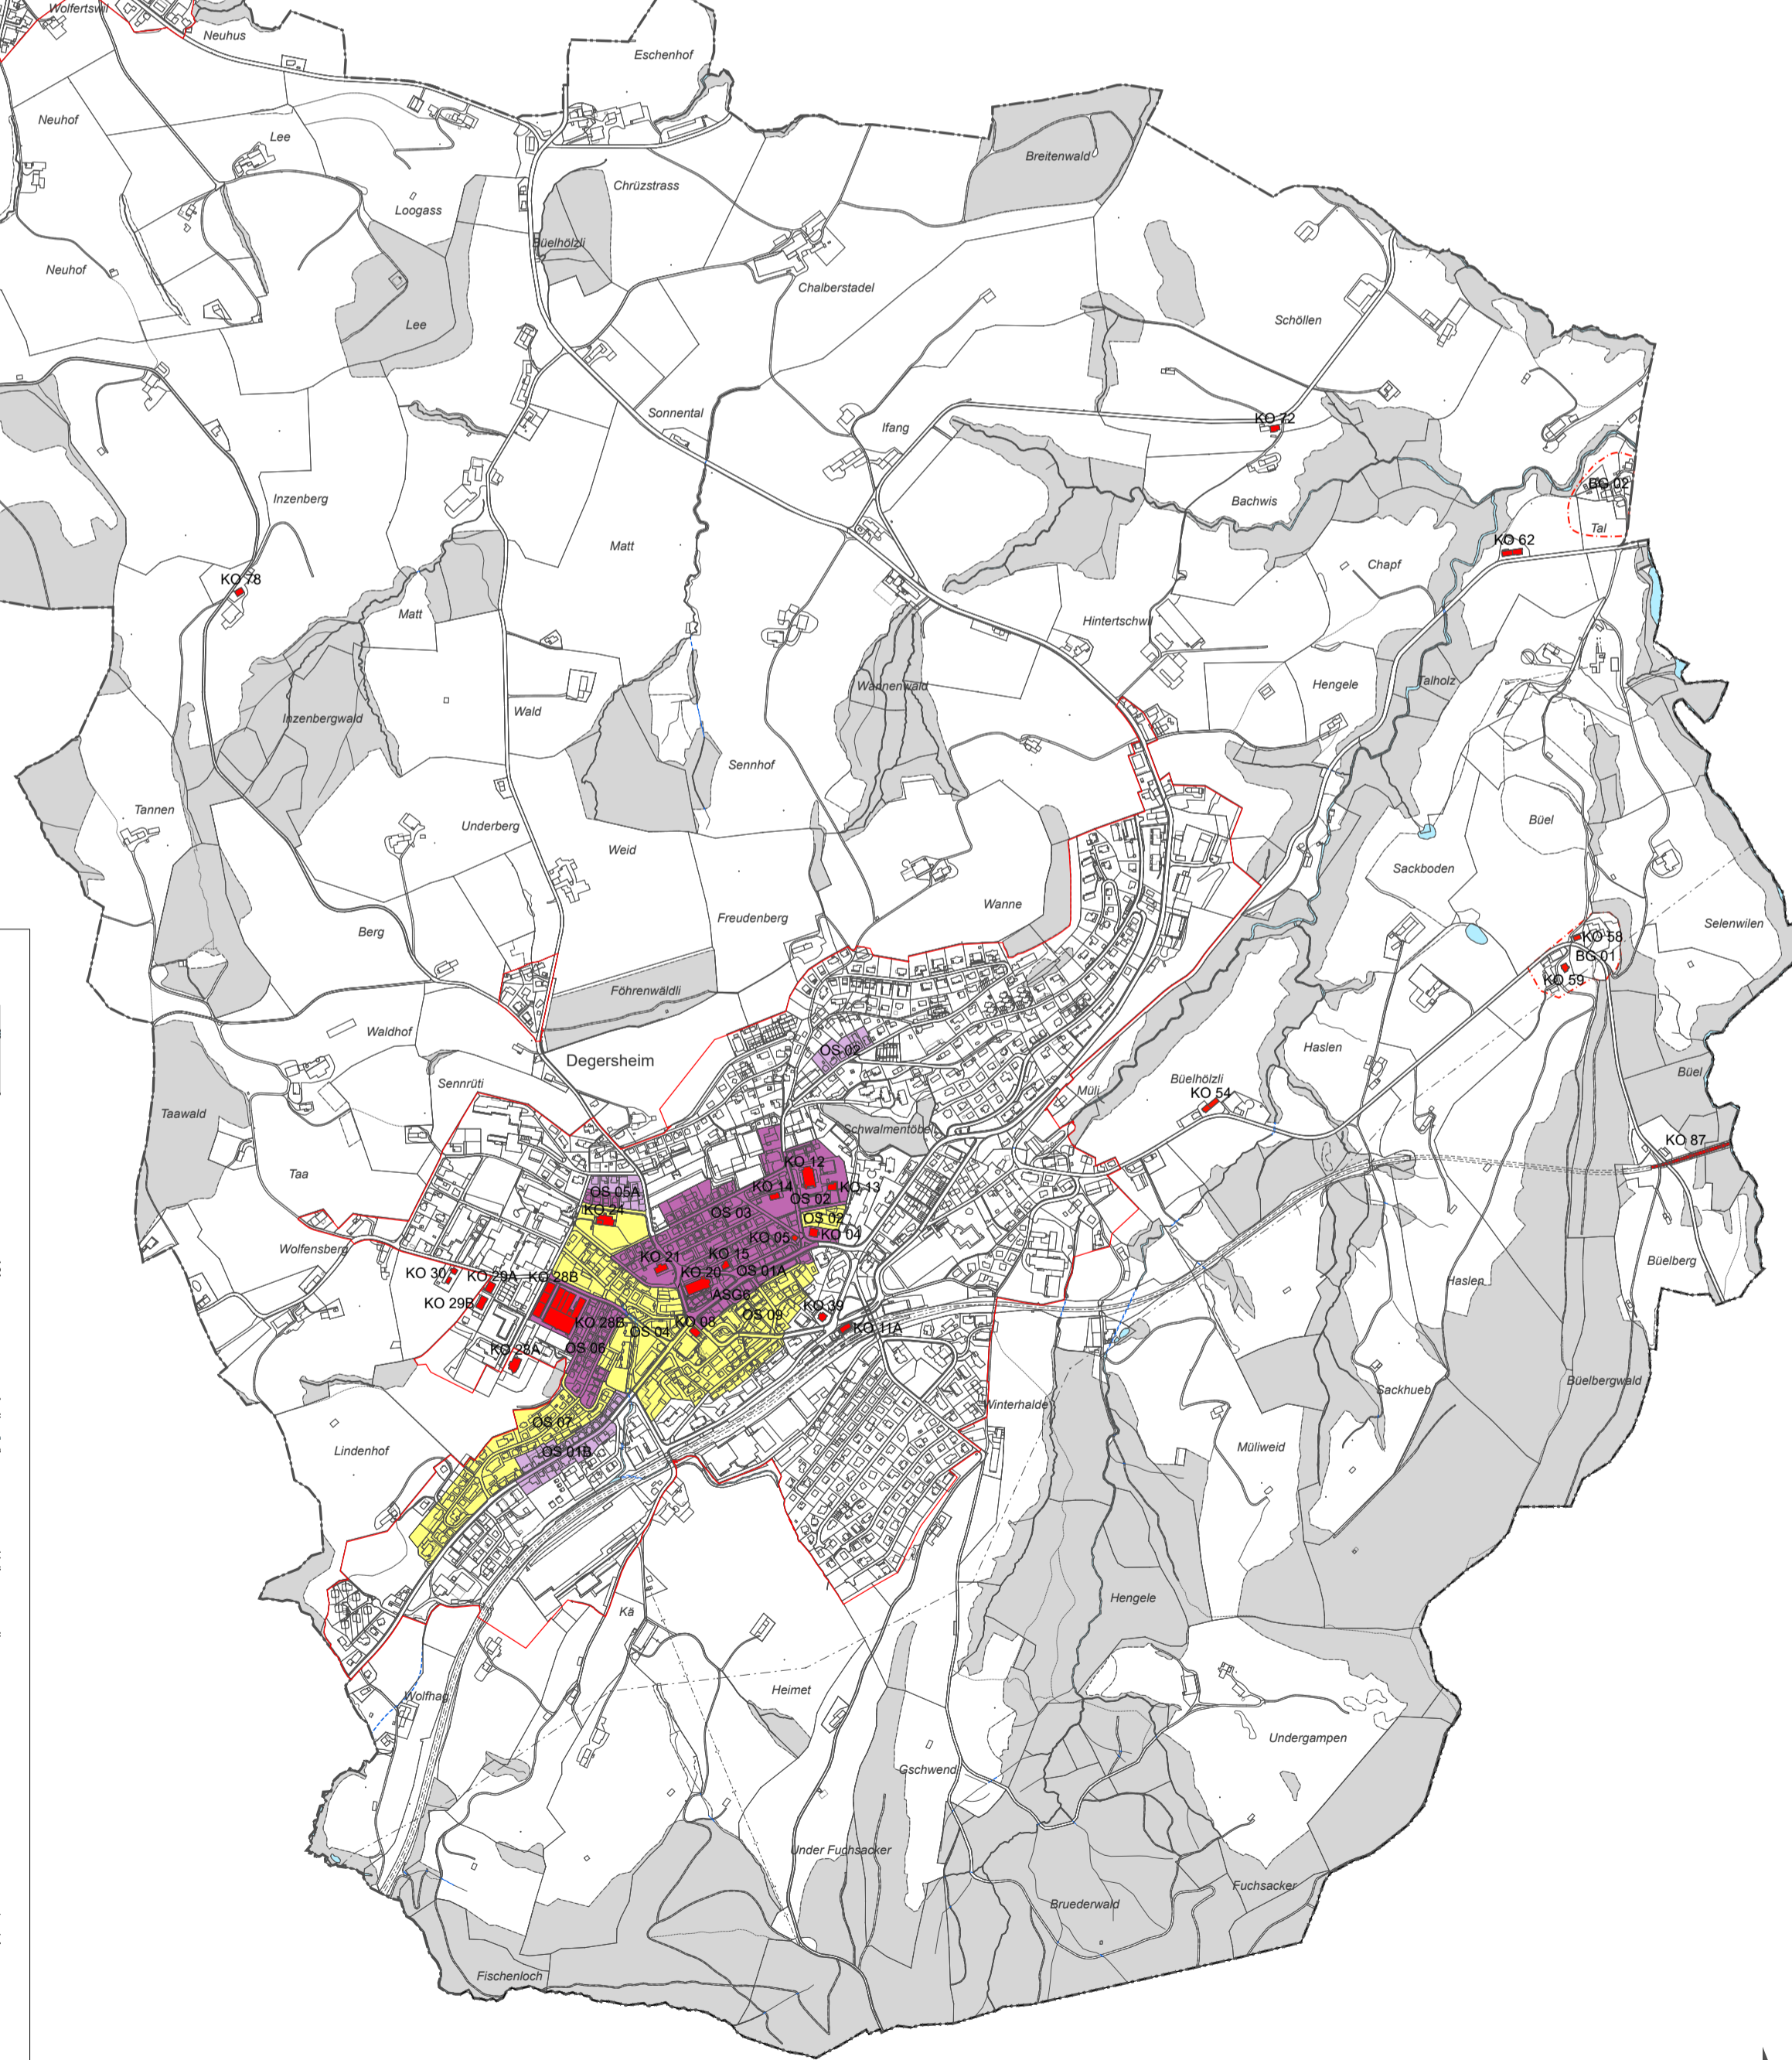 Wolfertswil
Neuhus
Eschenhof
Neuhof
Lee
Breitenwald
Chrüzstrass
Loogass
Büelhölzli
Neuhof
Chalberstadel
Lee
Schöllen
Sonnental
Ifang
KO 72
BG 02
Inzenberg
Bachwis
Tal
KO 62
Matt
Chapf
KO 78
Matt
Hintertschwil
Wannenwald
Hengele
Talholz
Inzenbergwald
Wald
Sennhof
Tannen
Underberg
Büel
Weid
Sackboden
Wanne
Freudenberg
Selenwilen
Berg
KO 58
BG 01
KO 59
Föhrenwäldli
Waldhof
OS 02
Haslen
Degersheim
Büel
Sennrüti
Büelhölzli
Müli
KO 54
Taawald
Schwalmentöbeli
KO 87
Taa
KO 12
OS 05A
KO 14
KO 13
OS 02
OS 03
KO 24
OS 02
KO 04
KO 05
Wolfensberg
KO 21
KO 15
Büelberg
KO 30
KO 29A
KO 28B
KO 20
OS 01A
Haslen
ASG6
KO 29B
KO 39
OS 09
KO 28B
KO 11A
OS 04
KO 08
OS 06
KO 28A
Büelbergwald
Sackhueb
Winterhalde
OS 07
Lindenhof
OS 01B
Müliweid
Hengele
Kä
Heimet
Wolfhag
Undergampen
Gschwend
Under Fuchsacker
Fuchsacker
Bruederwald
Fischenloch